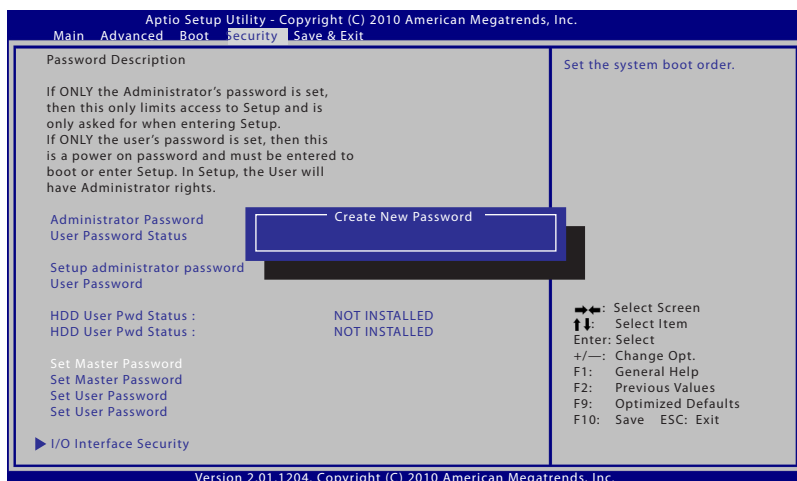 Aptio Setup Utility - Copyright (C) 2010 American Megatrends, Inc.
Main Advanced Boot Security Save & Exit
Password Description
If ONLY the Administrator's password is set,
then this only limits access to Setup and is
only asked for when entering Setup.
If ONLY the user's password is set, then this
is a power on password and must be entered to
boot or enter Setup. In Setup, the User will
have Administrator rights.
Administrator Password
User Password Status
Create New Password
Setup administrator password
User Password
HDD User Pwd Status : NOT INSTALLED
HDD User Pwd Status : NOT INSTALLED
Set Master Password
Set Master Password
Set User Password
Set User Password
I/O Interface Security
Set the system boot order.
→←: Select Screen
↑↓: Select Item
Enter: Select
+/—: Change Opt.
F1: General Help
F2: Previous Values
F9: Optimized Defaults
F10: Save ESC: Exit
Version 2.01.1204. Copyright (C) 2010 American Megatrends, Inc.